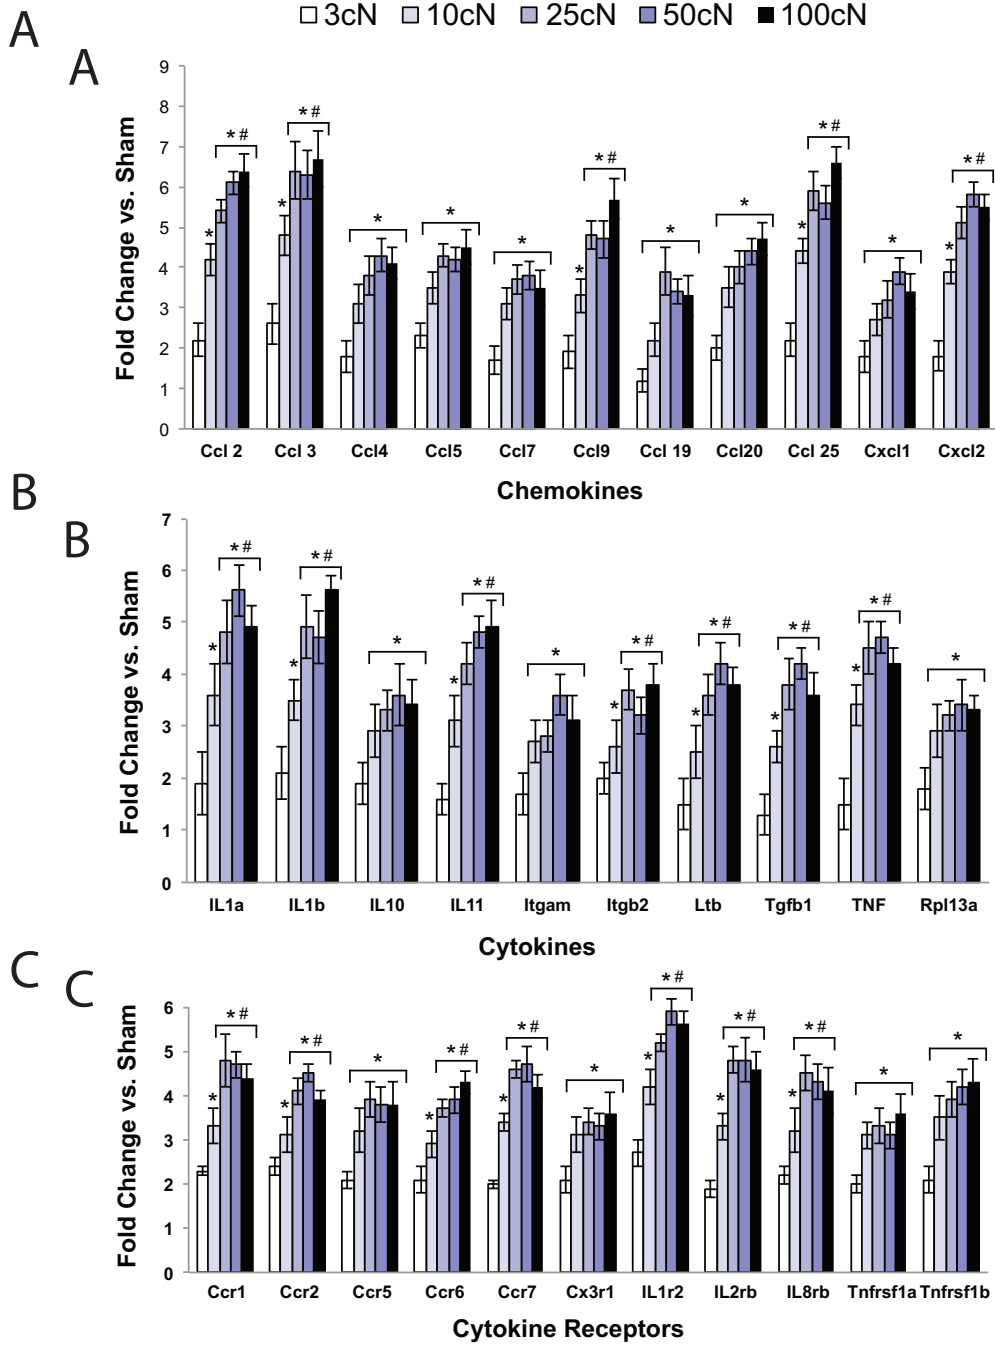 3cN 10cN 25cN 50cN 100cN
A
A
Fold Change vs. Sham
9
8
7
6
5
4
3
2
1
0
* * # * * # * * * * * # * * * * # * * *#
Ccl 2 Ccl 3 Ccl4 Ccl5 Ccl7 Ccl9 Ccl 19 Ccl20 Ccl 25 Cxcl1 Cxcl2
Chemokines
B
B
Fold Change vs. Sham
7
6
5
4
3
2
1
0
* * # * * # * * * # * * * # * * # * * # * * # *
IL1a IL1b IL10 IL11 Itgam Itgb2 Ltb Tgfb1 TNF Rpl13a
Cytokines
C
C
Fold Change vs. Sham
6
5
4
3
2
1
0
* * # * * # * * * # * * # * * * # * * # * * # * *
Ccr1 Ccr2 Ccr5 Ccr6 Ccr7 Cx3r1 IL1r2 IL2rb IL8rb Tnfrsf1a Tnfrsf1b
Cytokine Receptors